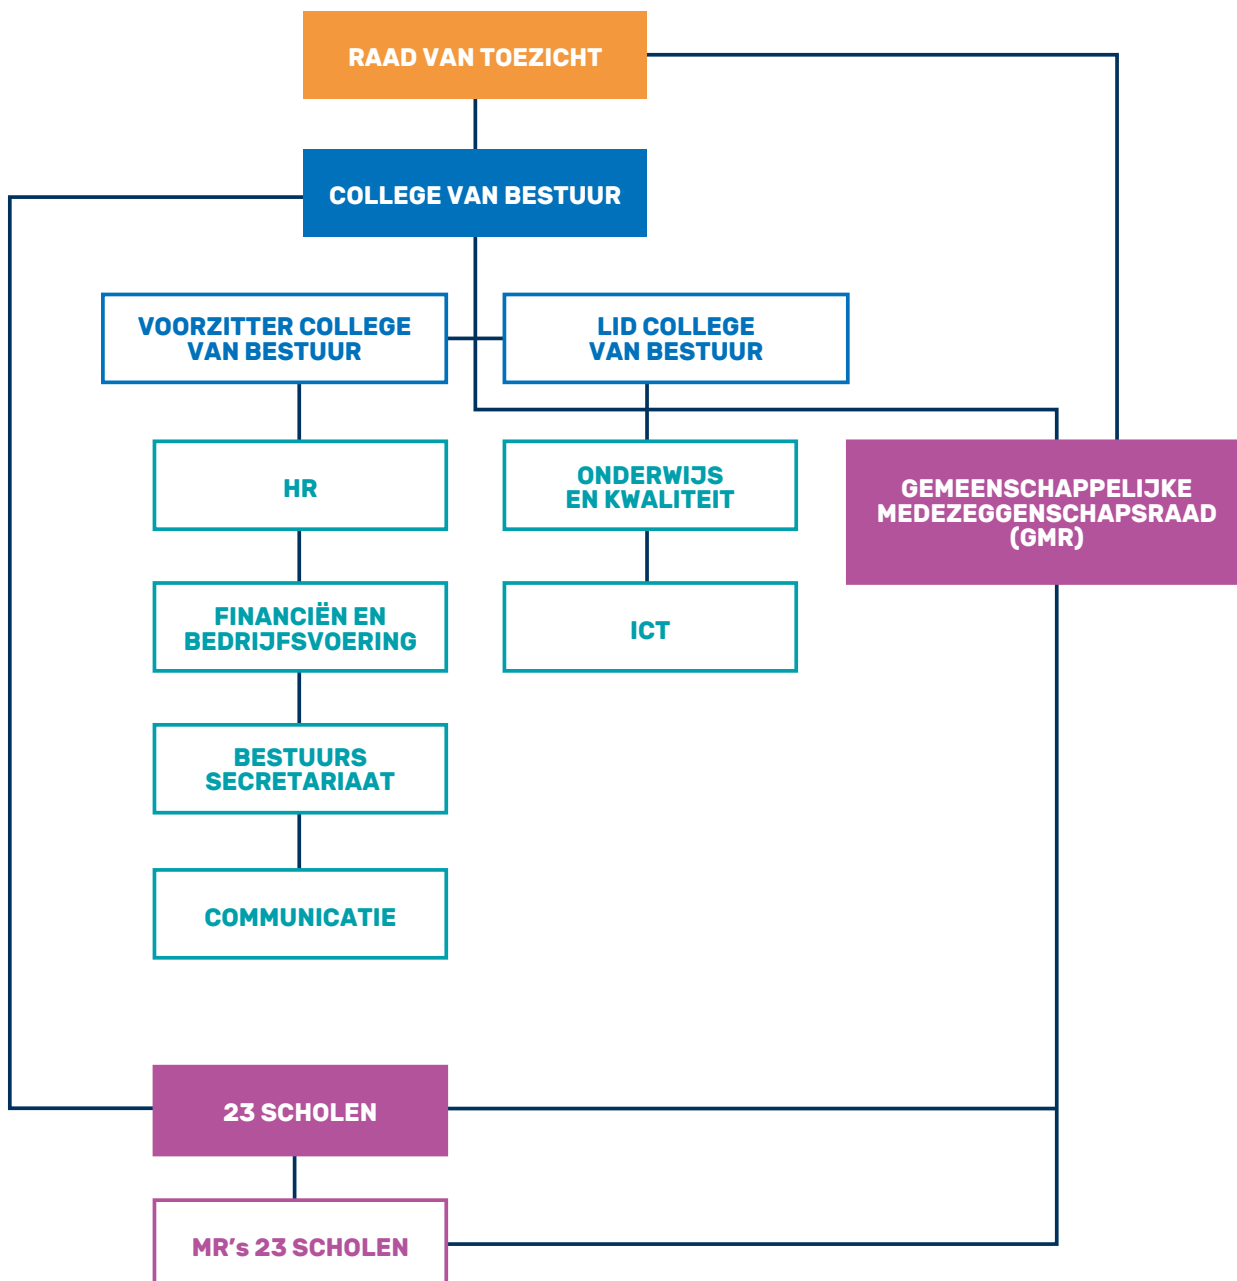 RAAD VAN TOEZICHT
COLLEGE VAN BESTUUR
VOORZITTER COLLEGE
VAN BESTUUR
LID COLLEGE
VAN BESTUUR
HR
ONDERWIJS
EN KWALITEIT
GEMEENSCHAPPELIJKE
MEDEZEGGENSCHAPSRAAD
(GMR)
FINANCIËN EN
BEDRIJFSVOERING
ICT
BESTUURS
SECRETARIAAT
COMMUNICATIE
23 SCHOLEN
MR's 23 SCHOLEN